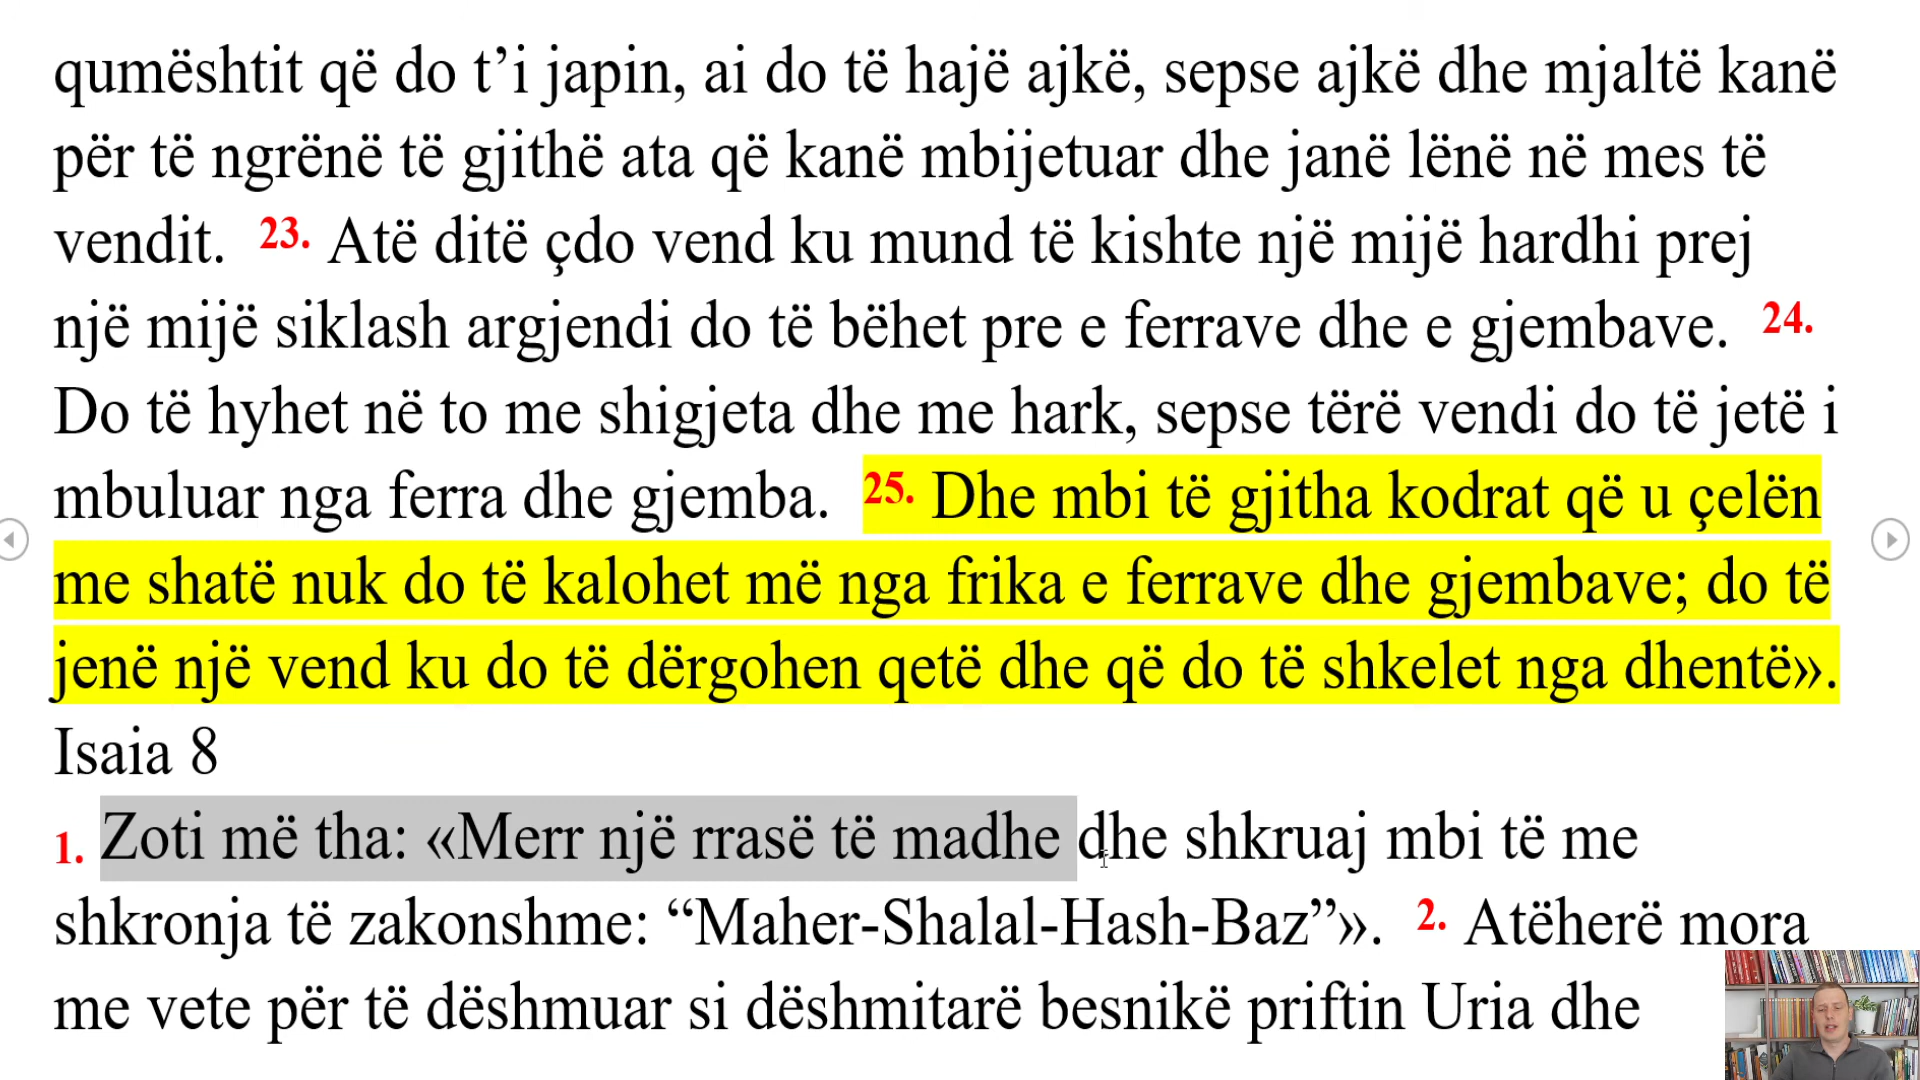 qumështit që do t’i japin, ai do të hajë ajkë, sepse ajkë dhe mjaltë kanë
për të ngrënë të gjithë ata që kanë mbijetuar dhe janë lënë në mes të
vendit. 23. Atë ditë çdo vend ku mund të kishte një mijë hardhi prej
një mijë siklash argjendi do të bëhet pre e ferrave dhe e gjembave. 24.
Do të hyhet në to me shigjeta dhe me hark, sepse tërë vendi do të jetë i
mbuluar nga ferra dhe gjemba. 25. Dhe mbi të gjitha kodrat që u çelën
me shatë nuk do të kalohet më nga frika e ferrave dhe gjembave; do të
jenë një vend ku do të dërgohen qetë dhe që do të shkelet nga dhentë».
Isaia 8
1. Zoti më tha: «Merr një rrasë të madhe dhe shkruaj mbi të me
shkronja të zakonshme: “Maher-Shalal-Hash-Baz”». 2. Atëherë mora
me vete për të dëshmuar si dëshmitarë besnikë priftin Uria dhe